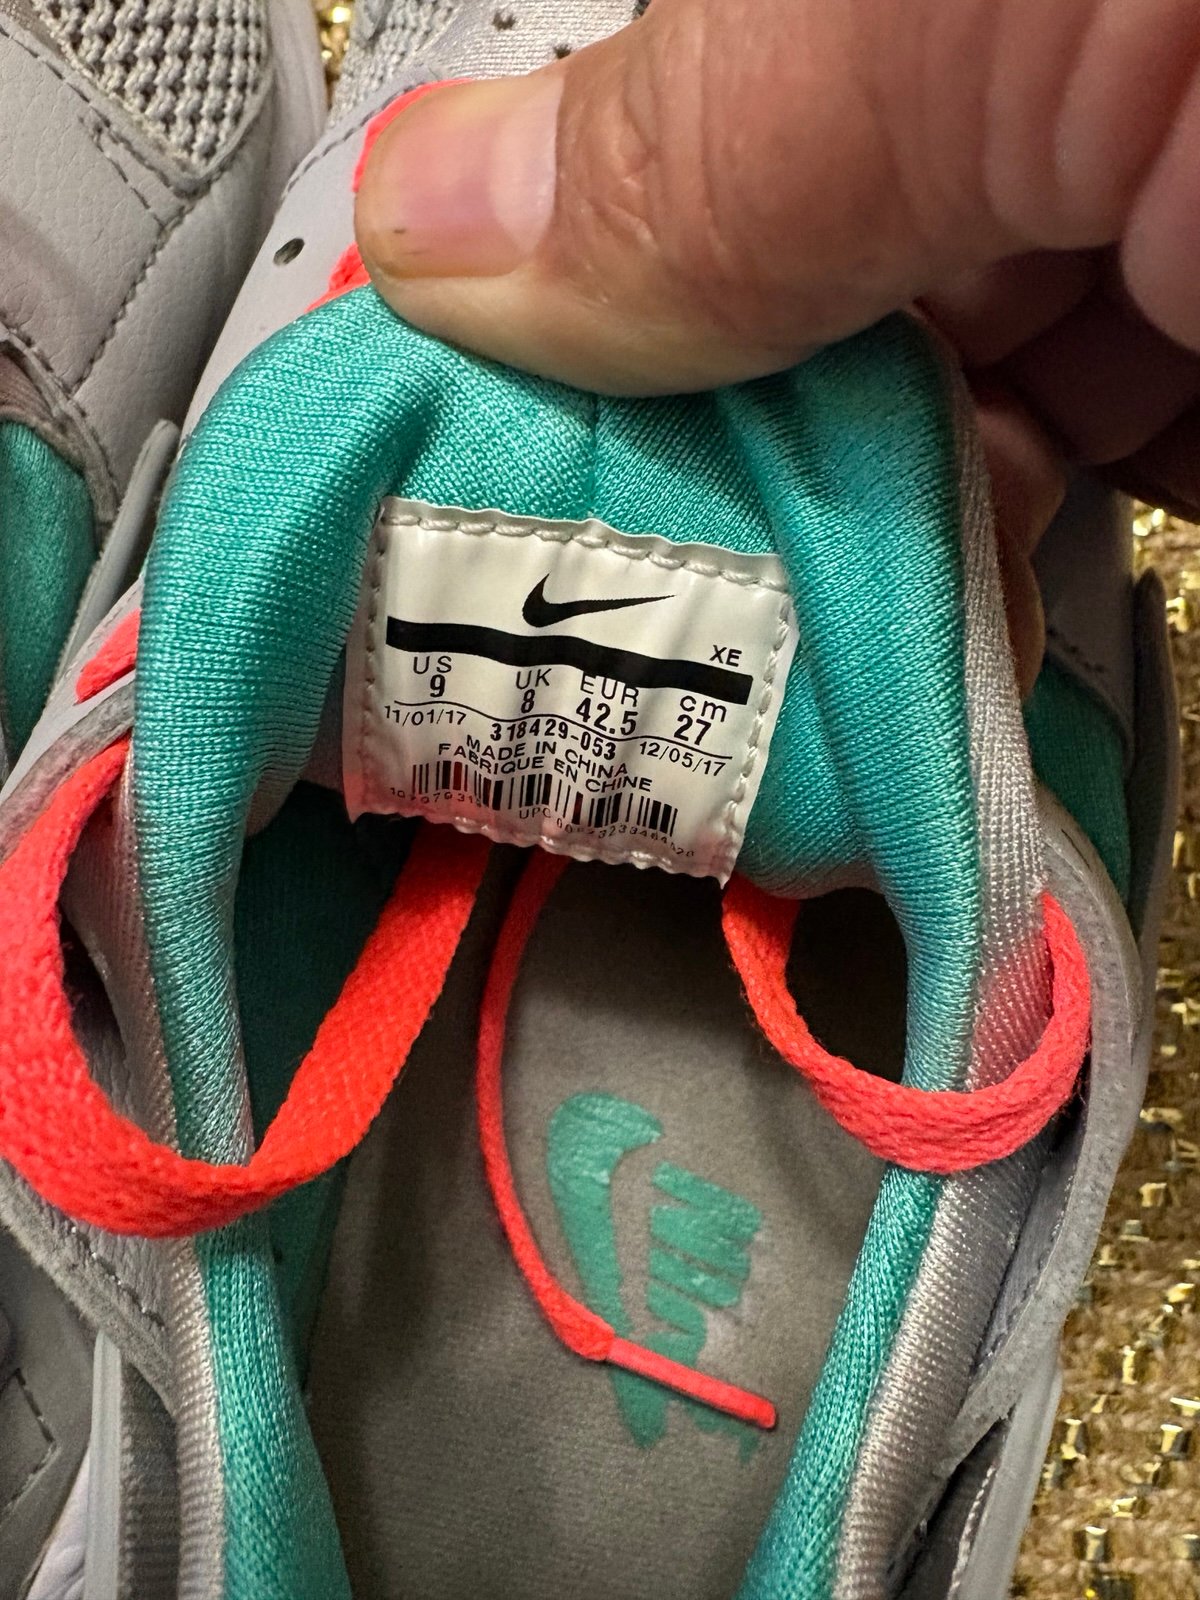 XE
US UK EUR cm
9 8 42.5 27
11/01/17 318429-053 12/05/17
MADE IN CHINA
FABRIQUE EN CHINE
UPC
NIKE